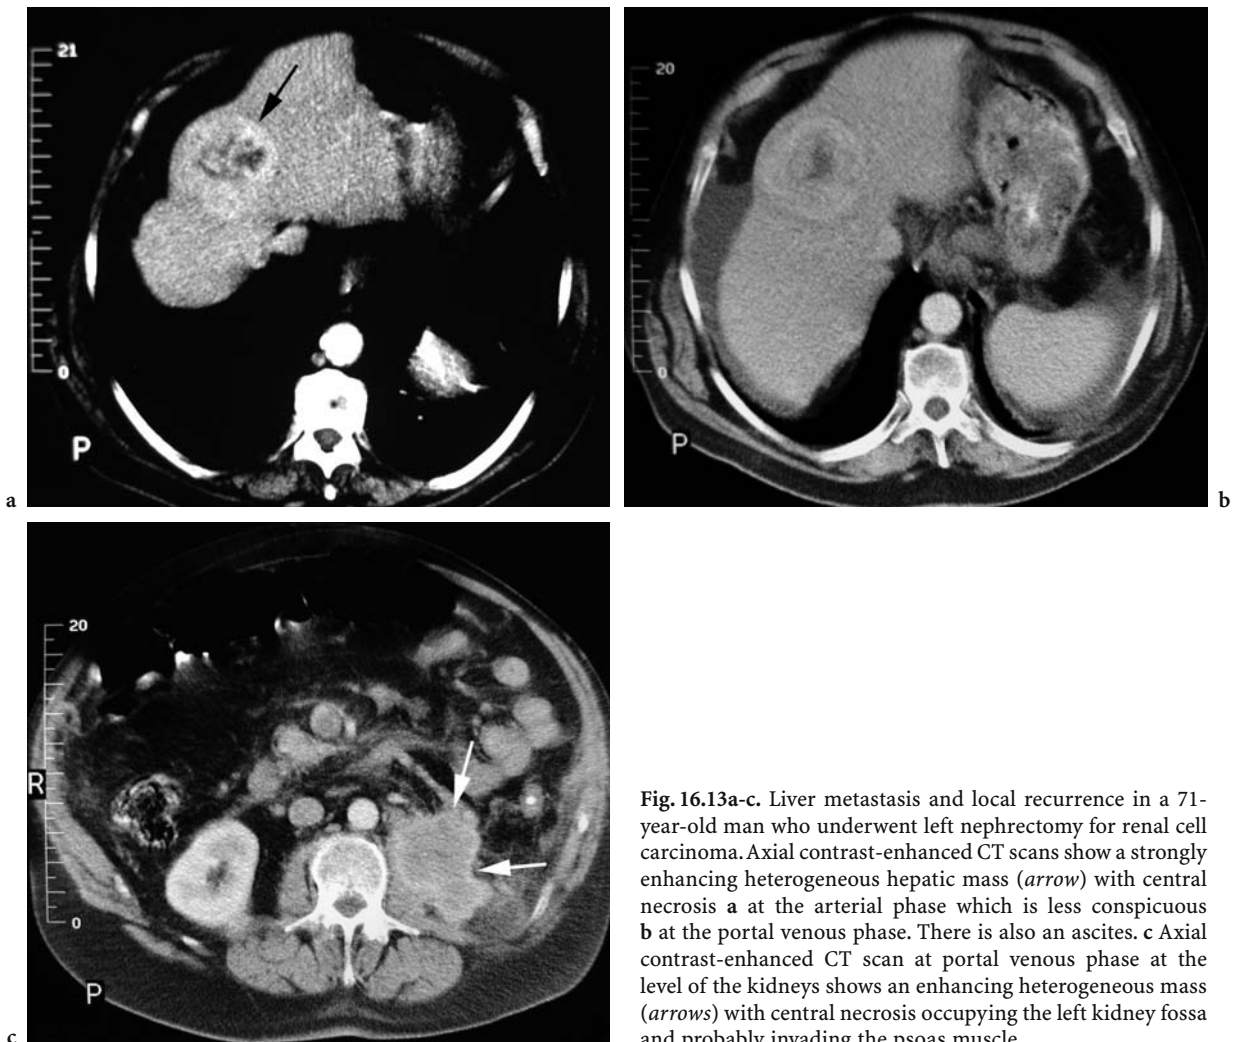 21
0
P
a
20
0
P
b
20
R
0
P
c
Fig. 16.13a-c. Liver metastasis and local recurrence in a 71-
year-old man who underwent left nephrectomy for renal cell
carcinoma. Axial contrast-enhanced CT scans show a strongly
enhancing heterogeneous hepatic mass (arrow) with central
necrosis a at the arterial phase which is less conspicuous
b at the portal venous phase. There is also an ascites. c Axial
contrast-enhanced CT scan at portal venous phase at the
level of the kidneys shows an enhancing heterogeneous mass
(arrows) with central necrosis occupying the left kidney fossa
and probably invading the psoas muscle